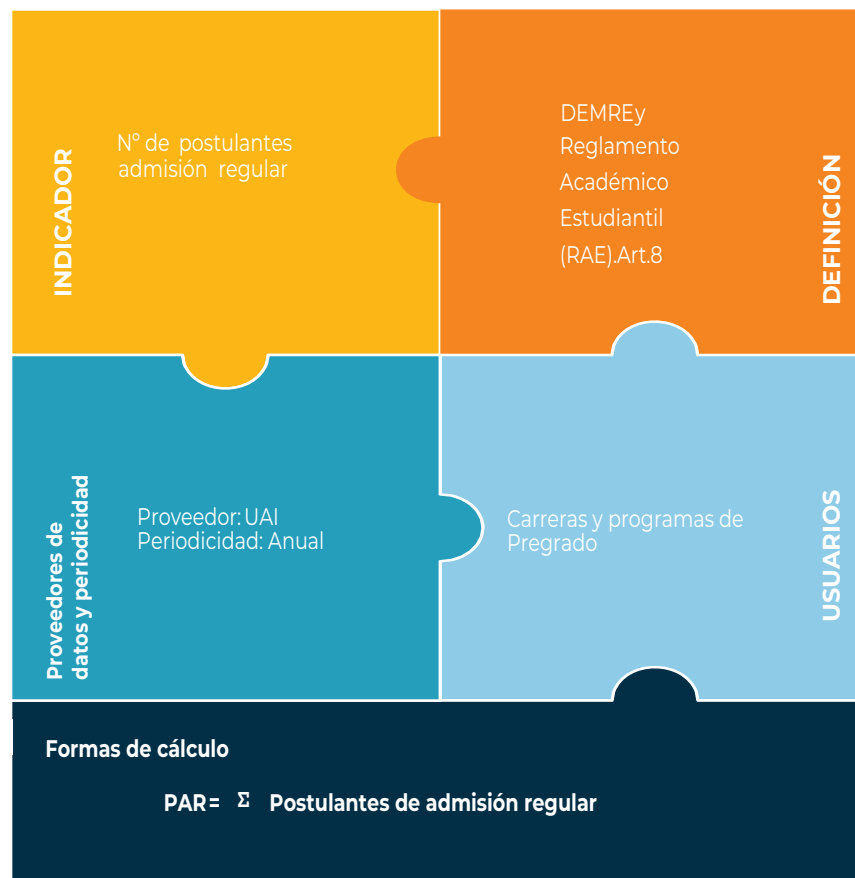 INDICADOR
N° de postulantes
admisión regular
DEMREy
Reglamento
Académico
Estudiantil
(RAE).Art.8
DEFINICIÓN
Proveedores de
datos y periodicidad
Proveedor: UAI
Periodicidad: Anual
Carreras y programas de
Pregrado
USUARIOS
Formas de cálculo
PAR= Σ Postulantes de admisión regular